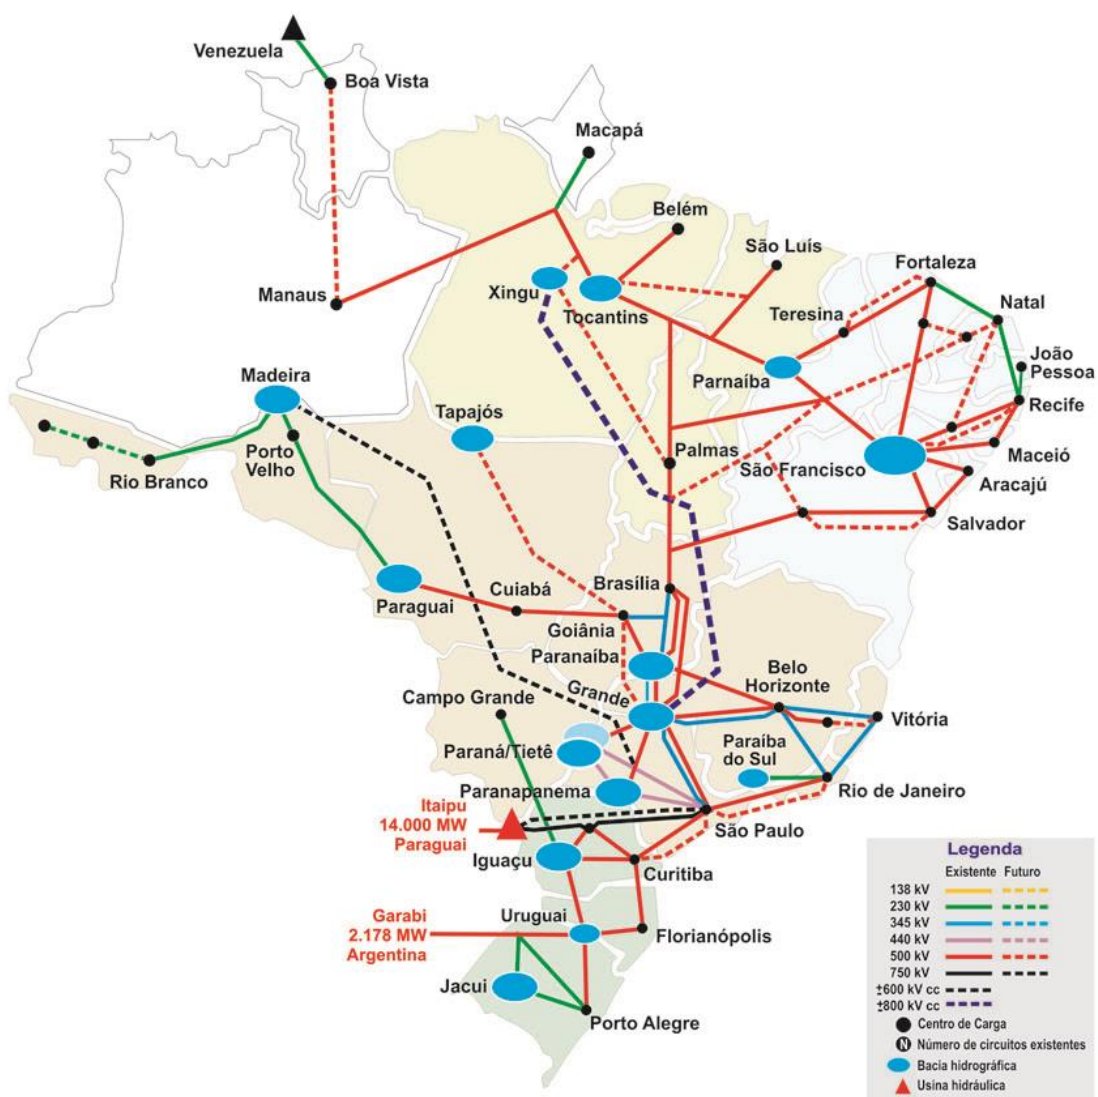 Venezuela
Boa Vista
Macapá
Belém
São Luís
Fortaleza
Xingu
Manaus
Tocantins
Teresina
Natal
João
Pessoa
Parnaíba
Madeira
Recife
Tapajós
Porto
Velho
Palmas
São Francisco
Maceió
Rio Branco
Aracajú
Salvador
Brasília
Cuiabá
Paraguai
Goiânia
Paranaíba
Belo
Horizonte
Grande
Campo Grande
Vitória
Paraíba
do Sul
Paraná/Tietê
Paranapanema
Rio de Janeiro
Itaipu
14.000 MW
Paraguai
São Paulo
Iguaçu
Curitiba
Uruguai
Garabi
2.178 MW
Argentina
Florianópolis
Jacui
Porto Alegre
Legenda
Existente Futuro
138 kV
230 kV
345 kV
440 kV
500 kV
750 kV
±600 kV cc
±800 kV cc
Centro de Carga
N Número de circuitos existentes
Bacia hidrográfica
Usina hidráulica